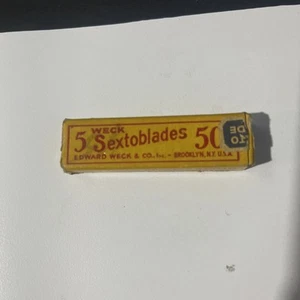 WECK
5 Sextoblades 50
EDWARD WECK & CO., Inc. - BROOKLYN, N.Y. U.S.A.